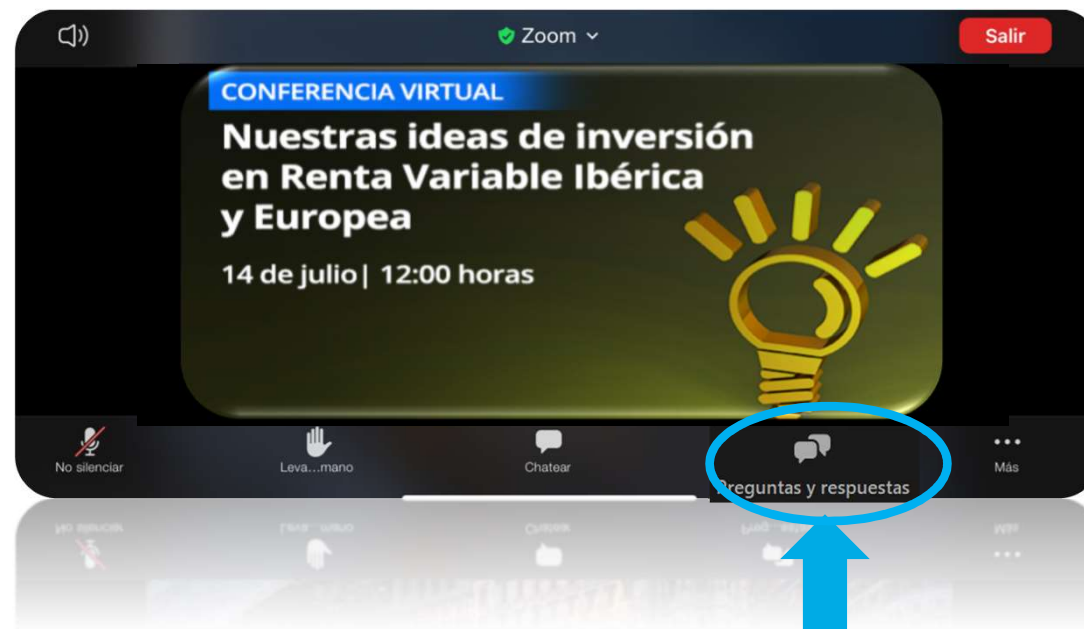 Zoom
Salir
CONFERENCIA VIRTUAL
Nuestras ideas de inversión
en Renta Variable Ibérica
y Europea
14 de julio| 12:00 horas
No silenciar
Leva...mano
Chatear
Preguntas y respuestas
Más